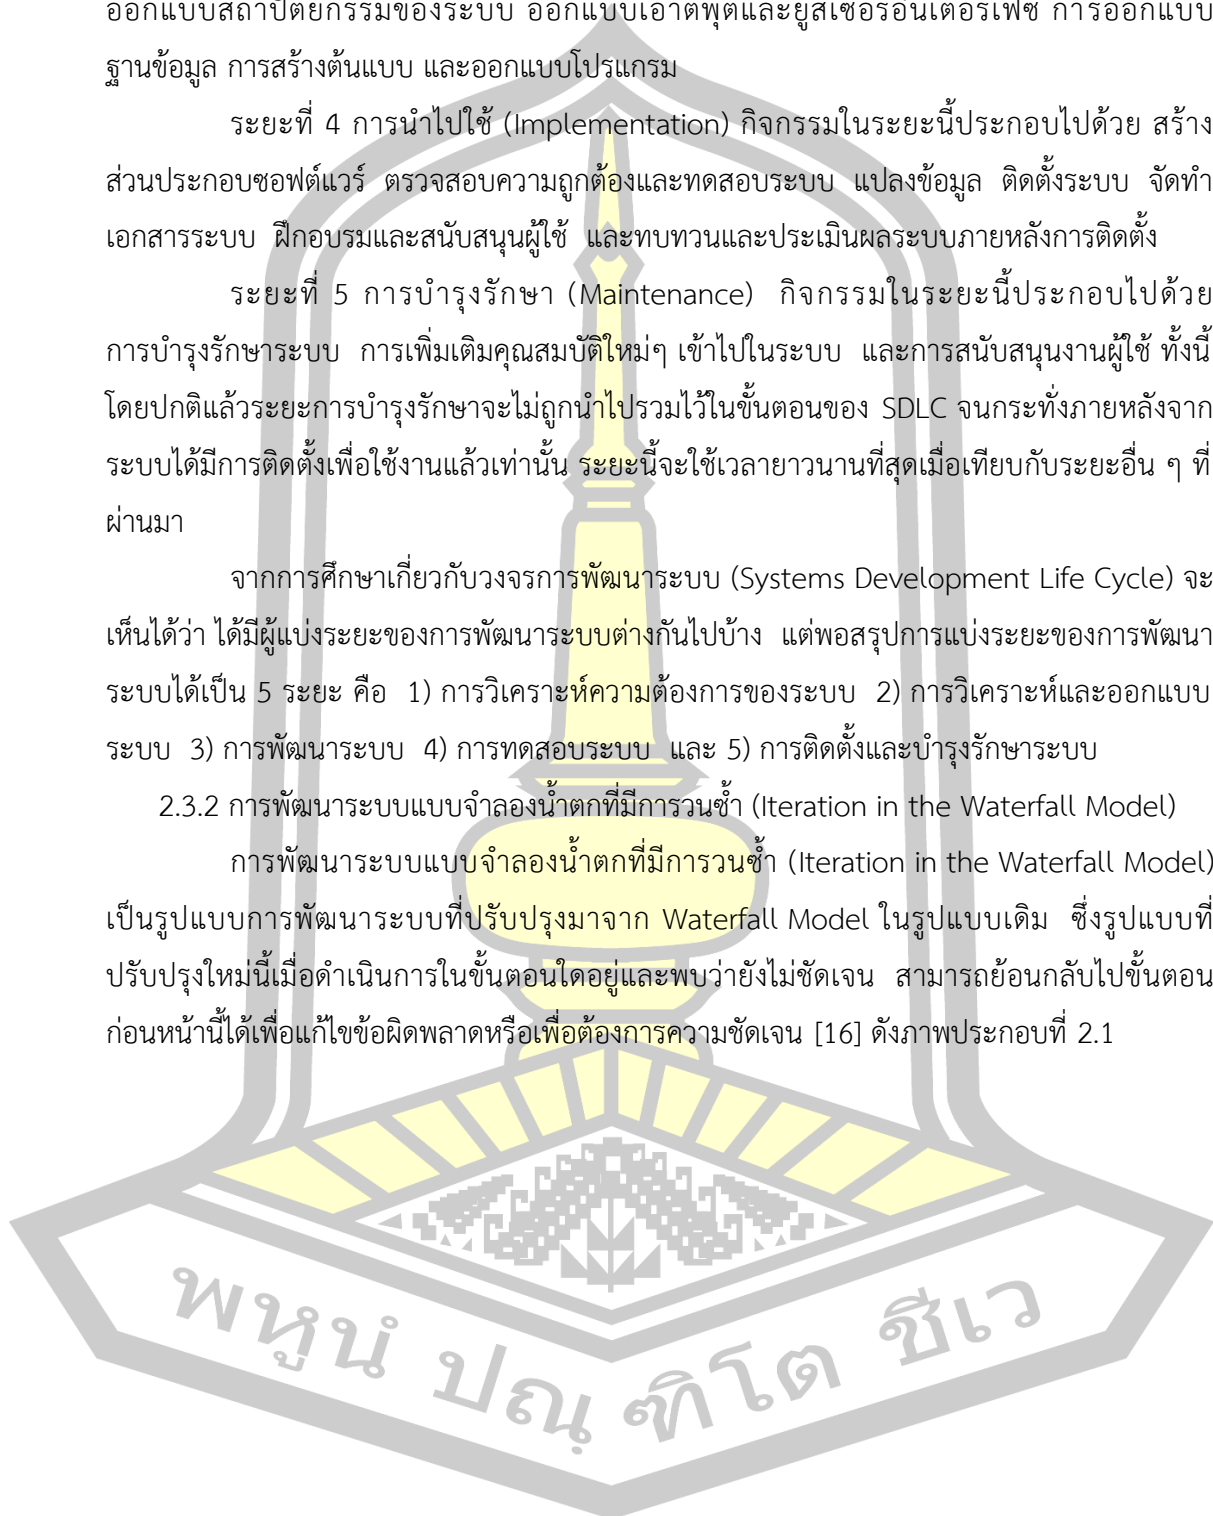 ออกแบบสถาปัตยกรรมของระบบ ออกแบบเอาต์พุตและยูสเซอร์อินเตอร์เฟซ การออกแบบ
ฐานข้อมูล การสร้างต้นแบบ และออกแบบโปรแกรม
ระยะที่ 4 การนำไปใช้ (Implementation) กิจกรรมในระยะนี้ประกอบไปด้วย สร้าง
ส่วนประกอบซอฟต์แวร์ ตรวจสอบความถูกต้องและทดสอบระบบ แปลงข้อมูล ติดตั้งระบบ จัดทำ
เอกสารระบบ ฝึกอบรมและสนับสนุนผู้ใช้ และทบทวนและประเมินผลระบบภายหลังการติดตั้ง
ระยะที่ 5 การบำรุงรักษา (Maintenance) กิจกรรมในระยะนี้ประกอบไปด้วย
การบำรุงรักษาระบบ การเพิ่มเติมคุณสมบัติใหม่ๆ เข้าไปในระบบ และการสนับสนุนงานผู้ใช้ ทั้งนี้
โดยปกติแล้วระยะการบำรุงรักษาจะไม่ถูกนำไปรวมไว้ในขั้นตอนของ SDLC จนกระทั่งภายหลังจาก
ระบบได้มีการติดตั้งเพื่อใช้งานแล้วเท่านั้น ระยะนี้จะใช้เวลายาวนานที่สุดเมื่อเทียบกับระยะอื่น ๆ ที่
ผ่านมา
จากการศึกษาเกี่ยวกับวงจรการพัฒนาระบบ (Systems Development Life Cycle) จะ
เห็นได้ว่า ได้มีผู้แบ่งระยะของการพัฒนาระบบต่างกันไปบ้าง แต่พอสรุปการแบ่งระยะของการพัฒนา
ระบบได้เป็น 5 ระยะ คือ 1) การวิเคราะห์ความต้องการของระบบ 2) การวิเคราะห์และออกแบบ
ระบบ 3) การพัฒนาระบบ 4) การทดสอบระบบ และ 5) การติดตั้งและบำรุงรักษาระบบ
2.3.2 การพัฒนาระบบแบบจำลองน้ำตกที่มีการวนซ้ำ (Iteration in the Waterfall Model)
การพัฒนาระบบแบบจำลองน้ำตกที่มีการวนซ้ำ (Iteration in the Waterfall Model)
เป็นรูปแบบการพัฒนาระบบที่ปรับปรุงมาจาก Waterfall Model ในรูปแบบเดิม ซึ่งรูปแบบที่
ปรับปรุงใหม่นี้เมื่อดำเนินการในขั้นตอนใดอยู่และพบว่ายังไม่ชัดเจน สามารถย้อนกลับไปขั้นตอน
ก่อนหน้านี้ได้เพื่อแก้ไขข้อผิดพลาดหรือเพื่อต้องการความชัดเจน [16] ดังภาพประกอบที่ 2.1
พหูนํ ปณฺฑิโต ชีเว